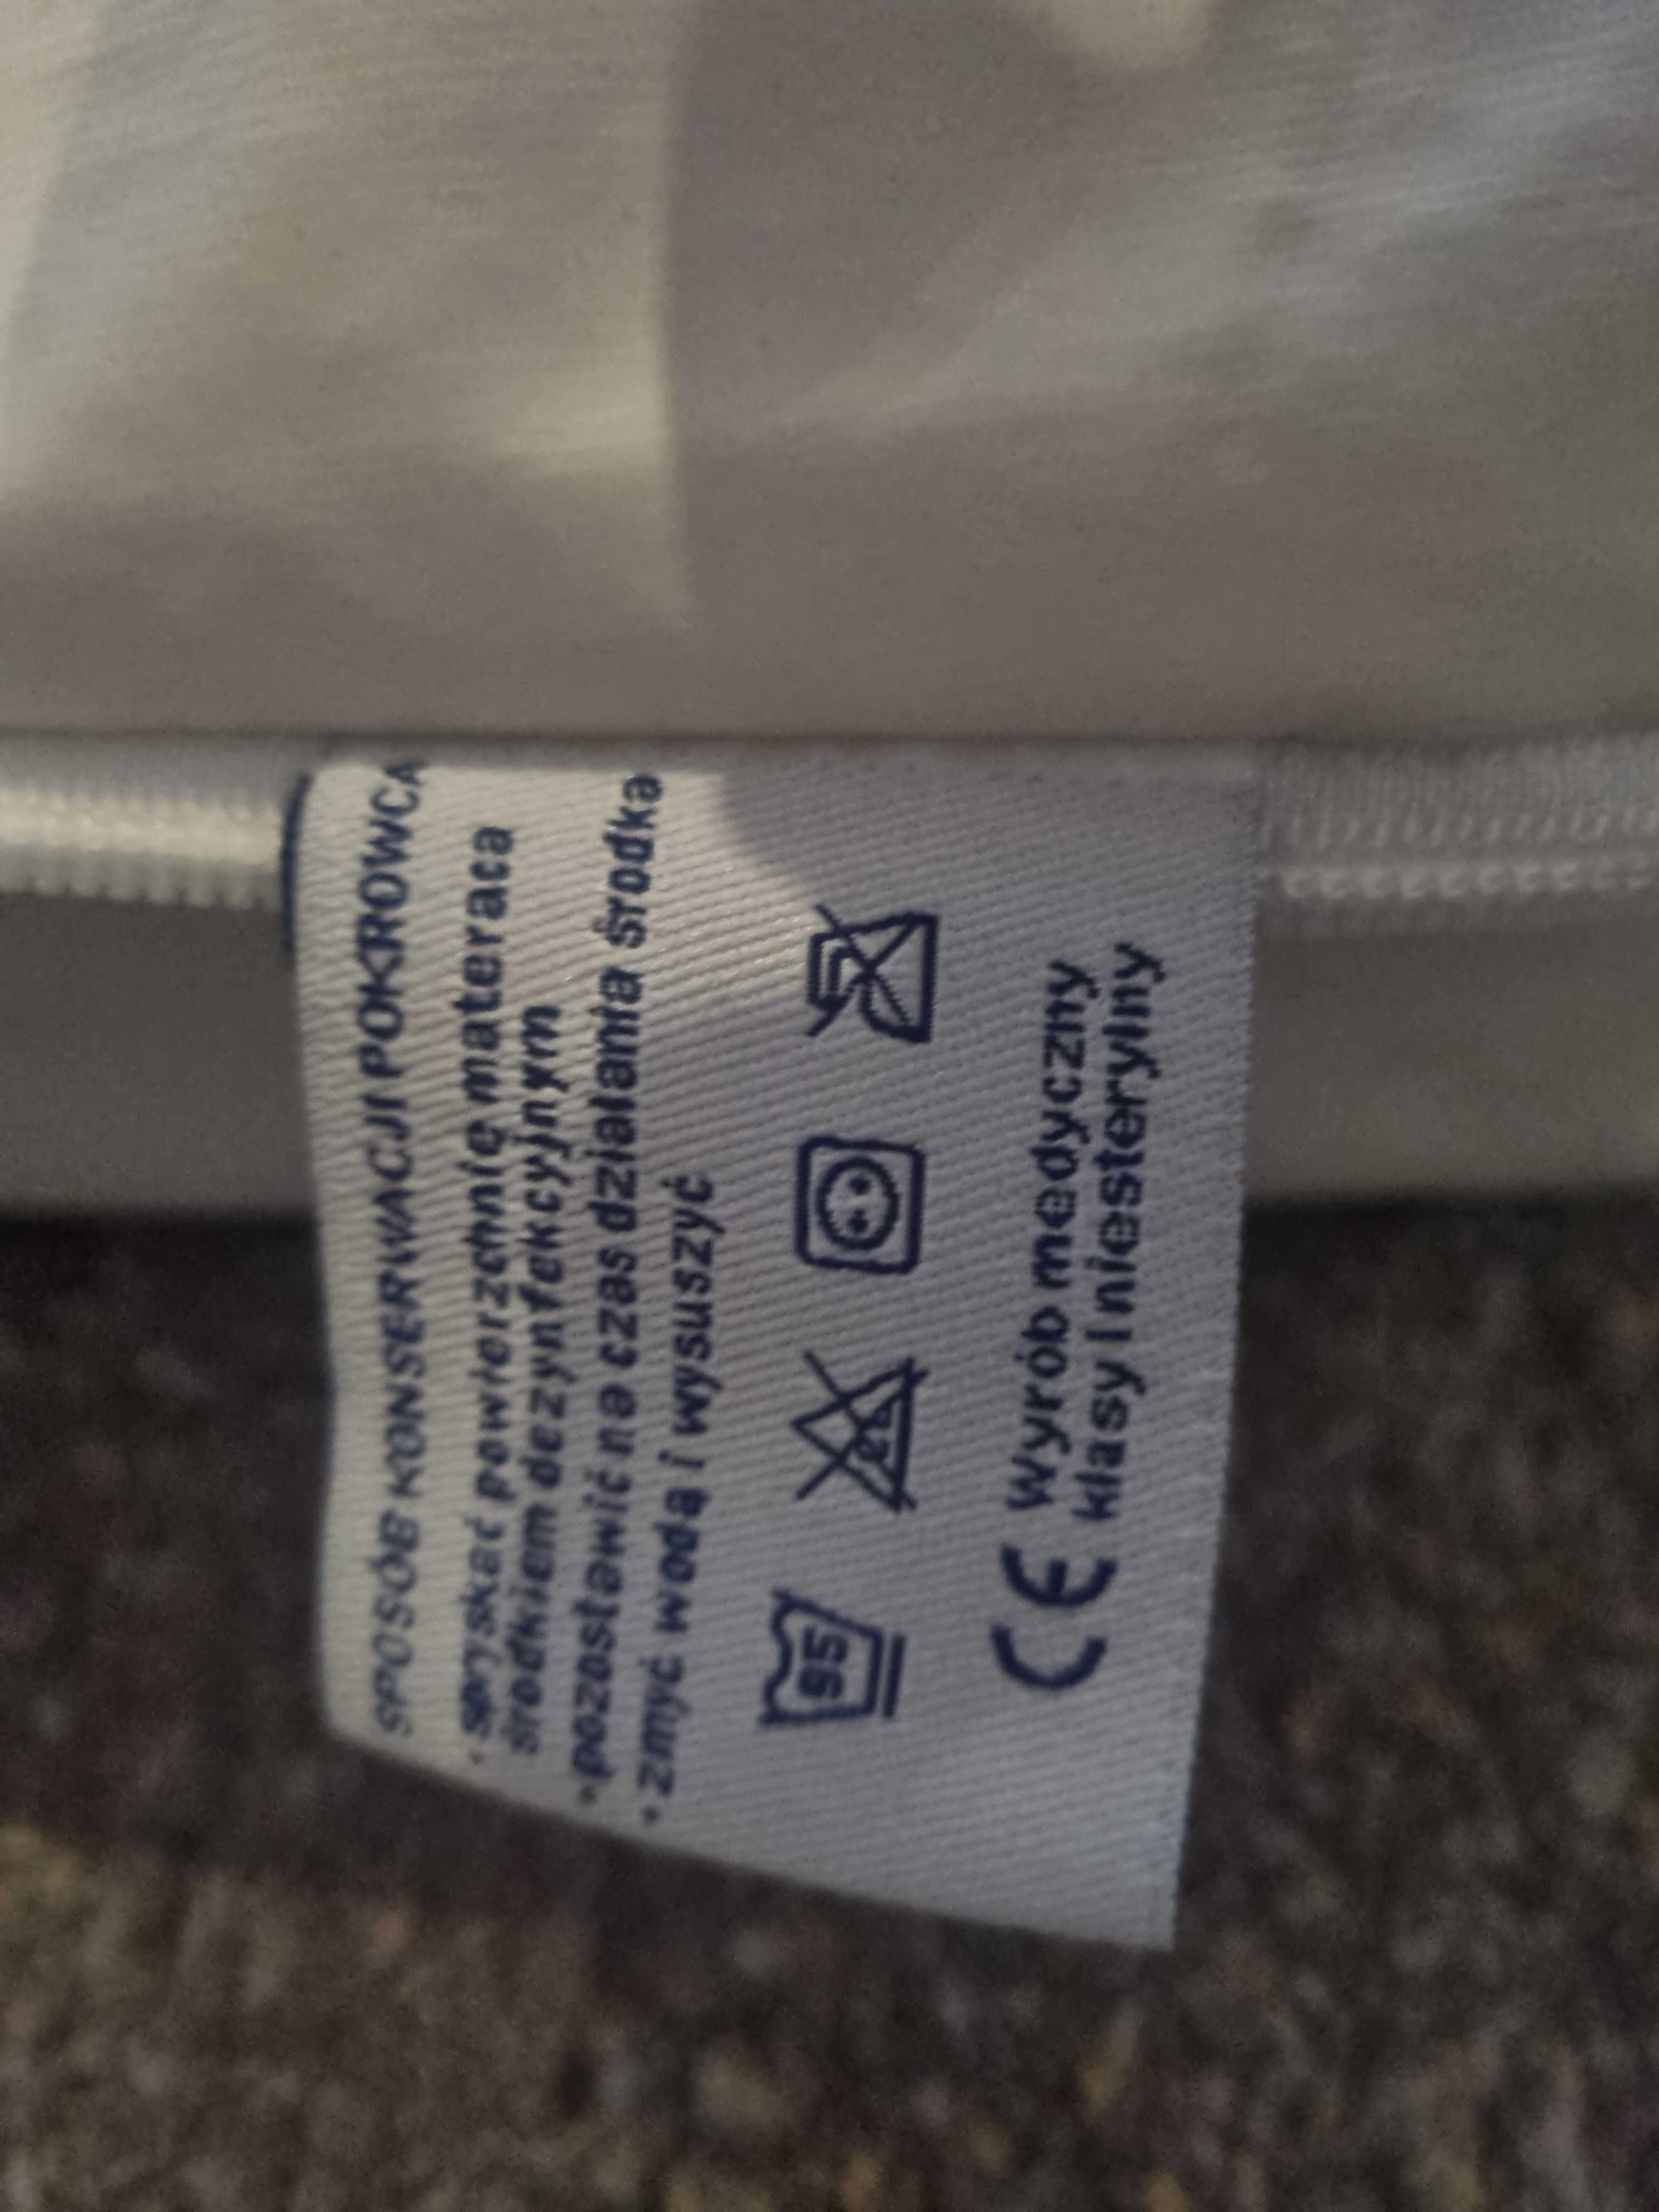 SPOSÓB KONSERWACJI POKROWCA
· spryskać powierzchnię materaca
środkiem dezynfekcyjnym
· pozostawić na czas działania środka
· zmyć wodą i wysuszyć
95
CL
CE Wyrób medyczny
klasy I niesterylny